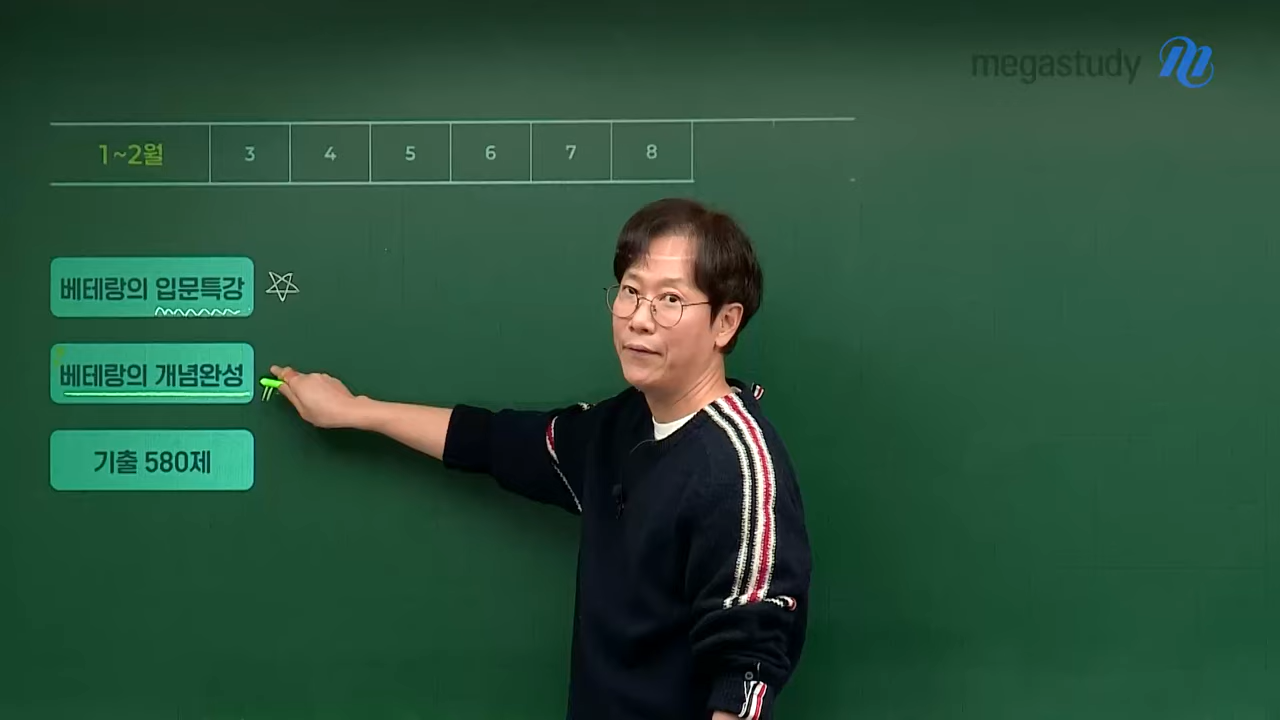 megastudy
1~2월 3 4 5 6 7 8
베테랑의 입문특강
베테랑의 개념완성
기출 580제